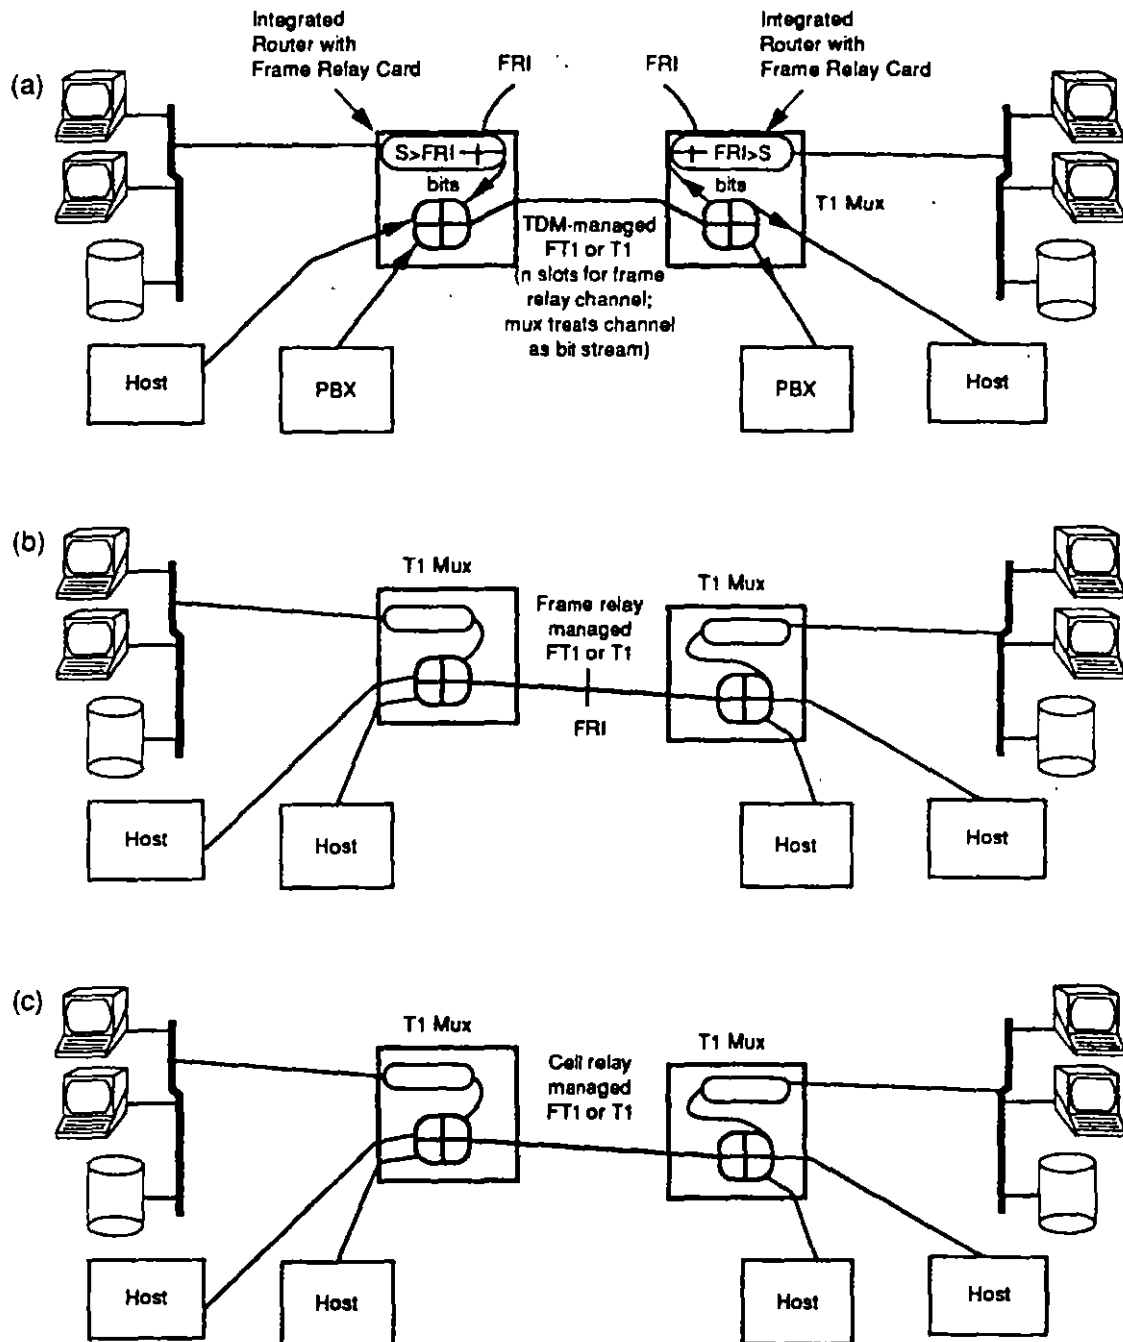 (a)
Integrated
Router with
Frame Relay Card
FRI
FRI
Integrated
Router with
Frame Relay Card
S>FRI
bits
FRI>S
bits
T1 Mux
TDM-managed
FT1 or T1
(n slots for frame
relay channel;
mux treats channel
as bit stream)
Host
PBX
PBX
Host
(b)
T1 Mux
Frame relay
managed
FT1 or T1
FRI
T1 Mux
Host
Host
Host
Host
(c)
T1 Mux
Cell relay
managed
FT1 or T1
T1 Mux
Host
Host
Host
Host